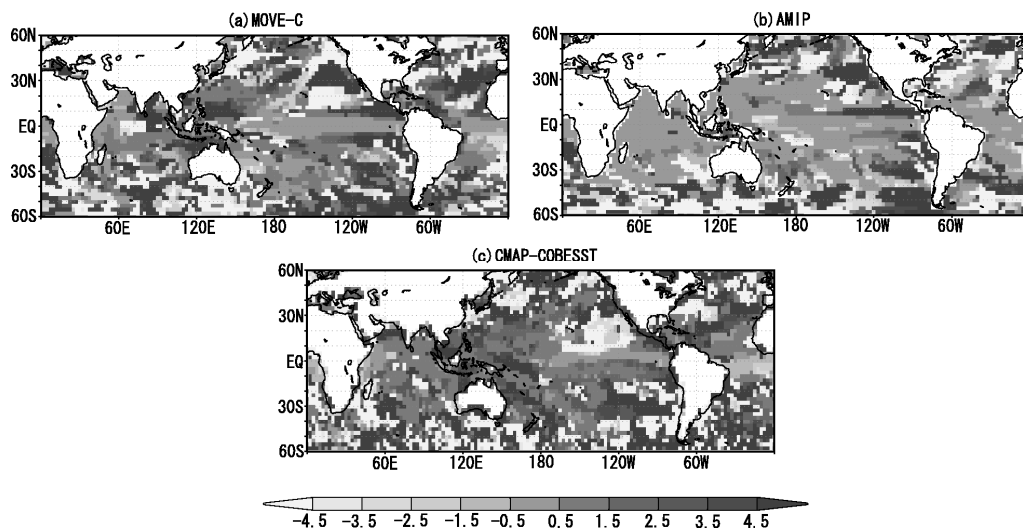 (a) MOVE-C
(b) AMIP
60N
30N
EQ
30S
60S
60E 120E 180 120W 60W
60N
30N
EQ
30S
60S
60E 120E 180 120W 60W
(c) CMAP-COBESST
60N
30N
EQ
30S
60S
60E 120E 180 120W 60W
-4.5 -3.5 -2.5 -1.5 -0.5 0.5 1.5 2.5 3.5 4.5